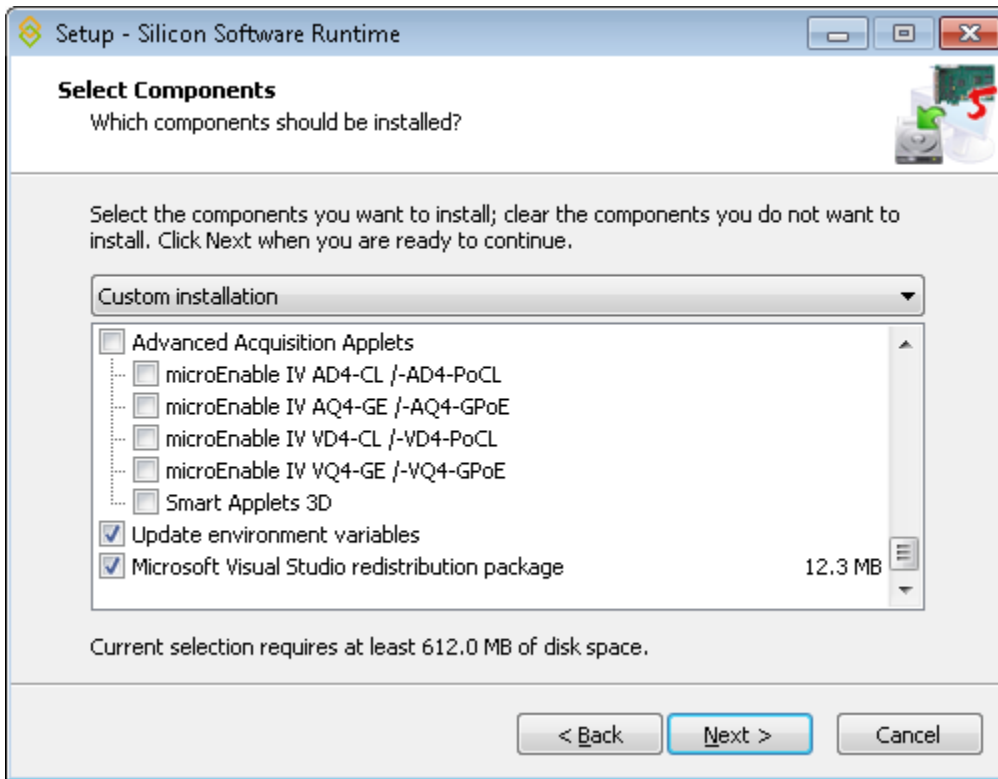 Setup - Silicon Software Runtime
Select Components
Which components should be installed?
5
Select the components you want to install; clear the components you do not want to
install. Click Next when you are ready to continue.
Custom installation
Advanced Acquisition Applets
microEnable IV AD4-CL /-AD4-PoCL
microEnable IV AQ4-GE /-AQ4-GPoE
microEnable IV VD4-CL /-VD4-PoCL
microEnable IV VQ4-GE /-VQ4-GPoE
Smart Applets 3D
Update environment variables
Microsoft Visual Studio redistribution package 12.3 MB
Current selection requires at least 612.0 MB of disk space.
< Back Next > Cancel